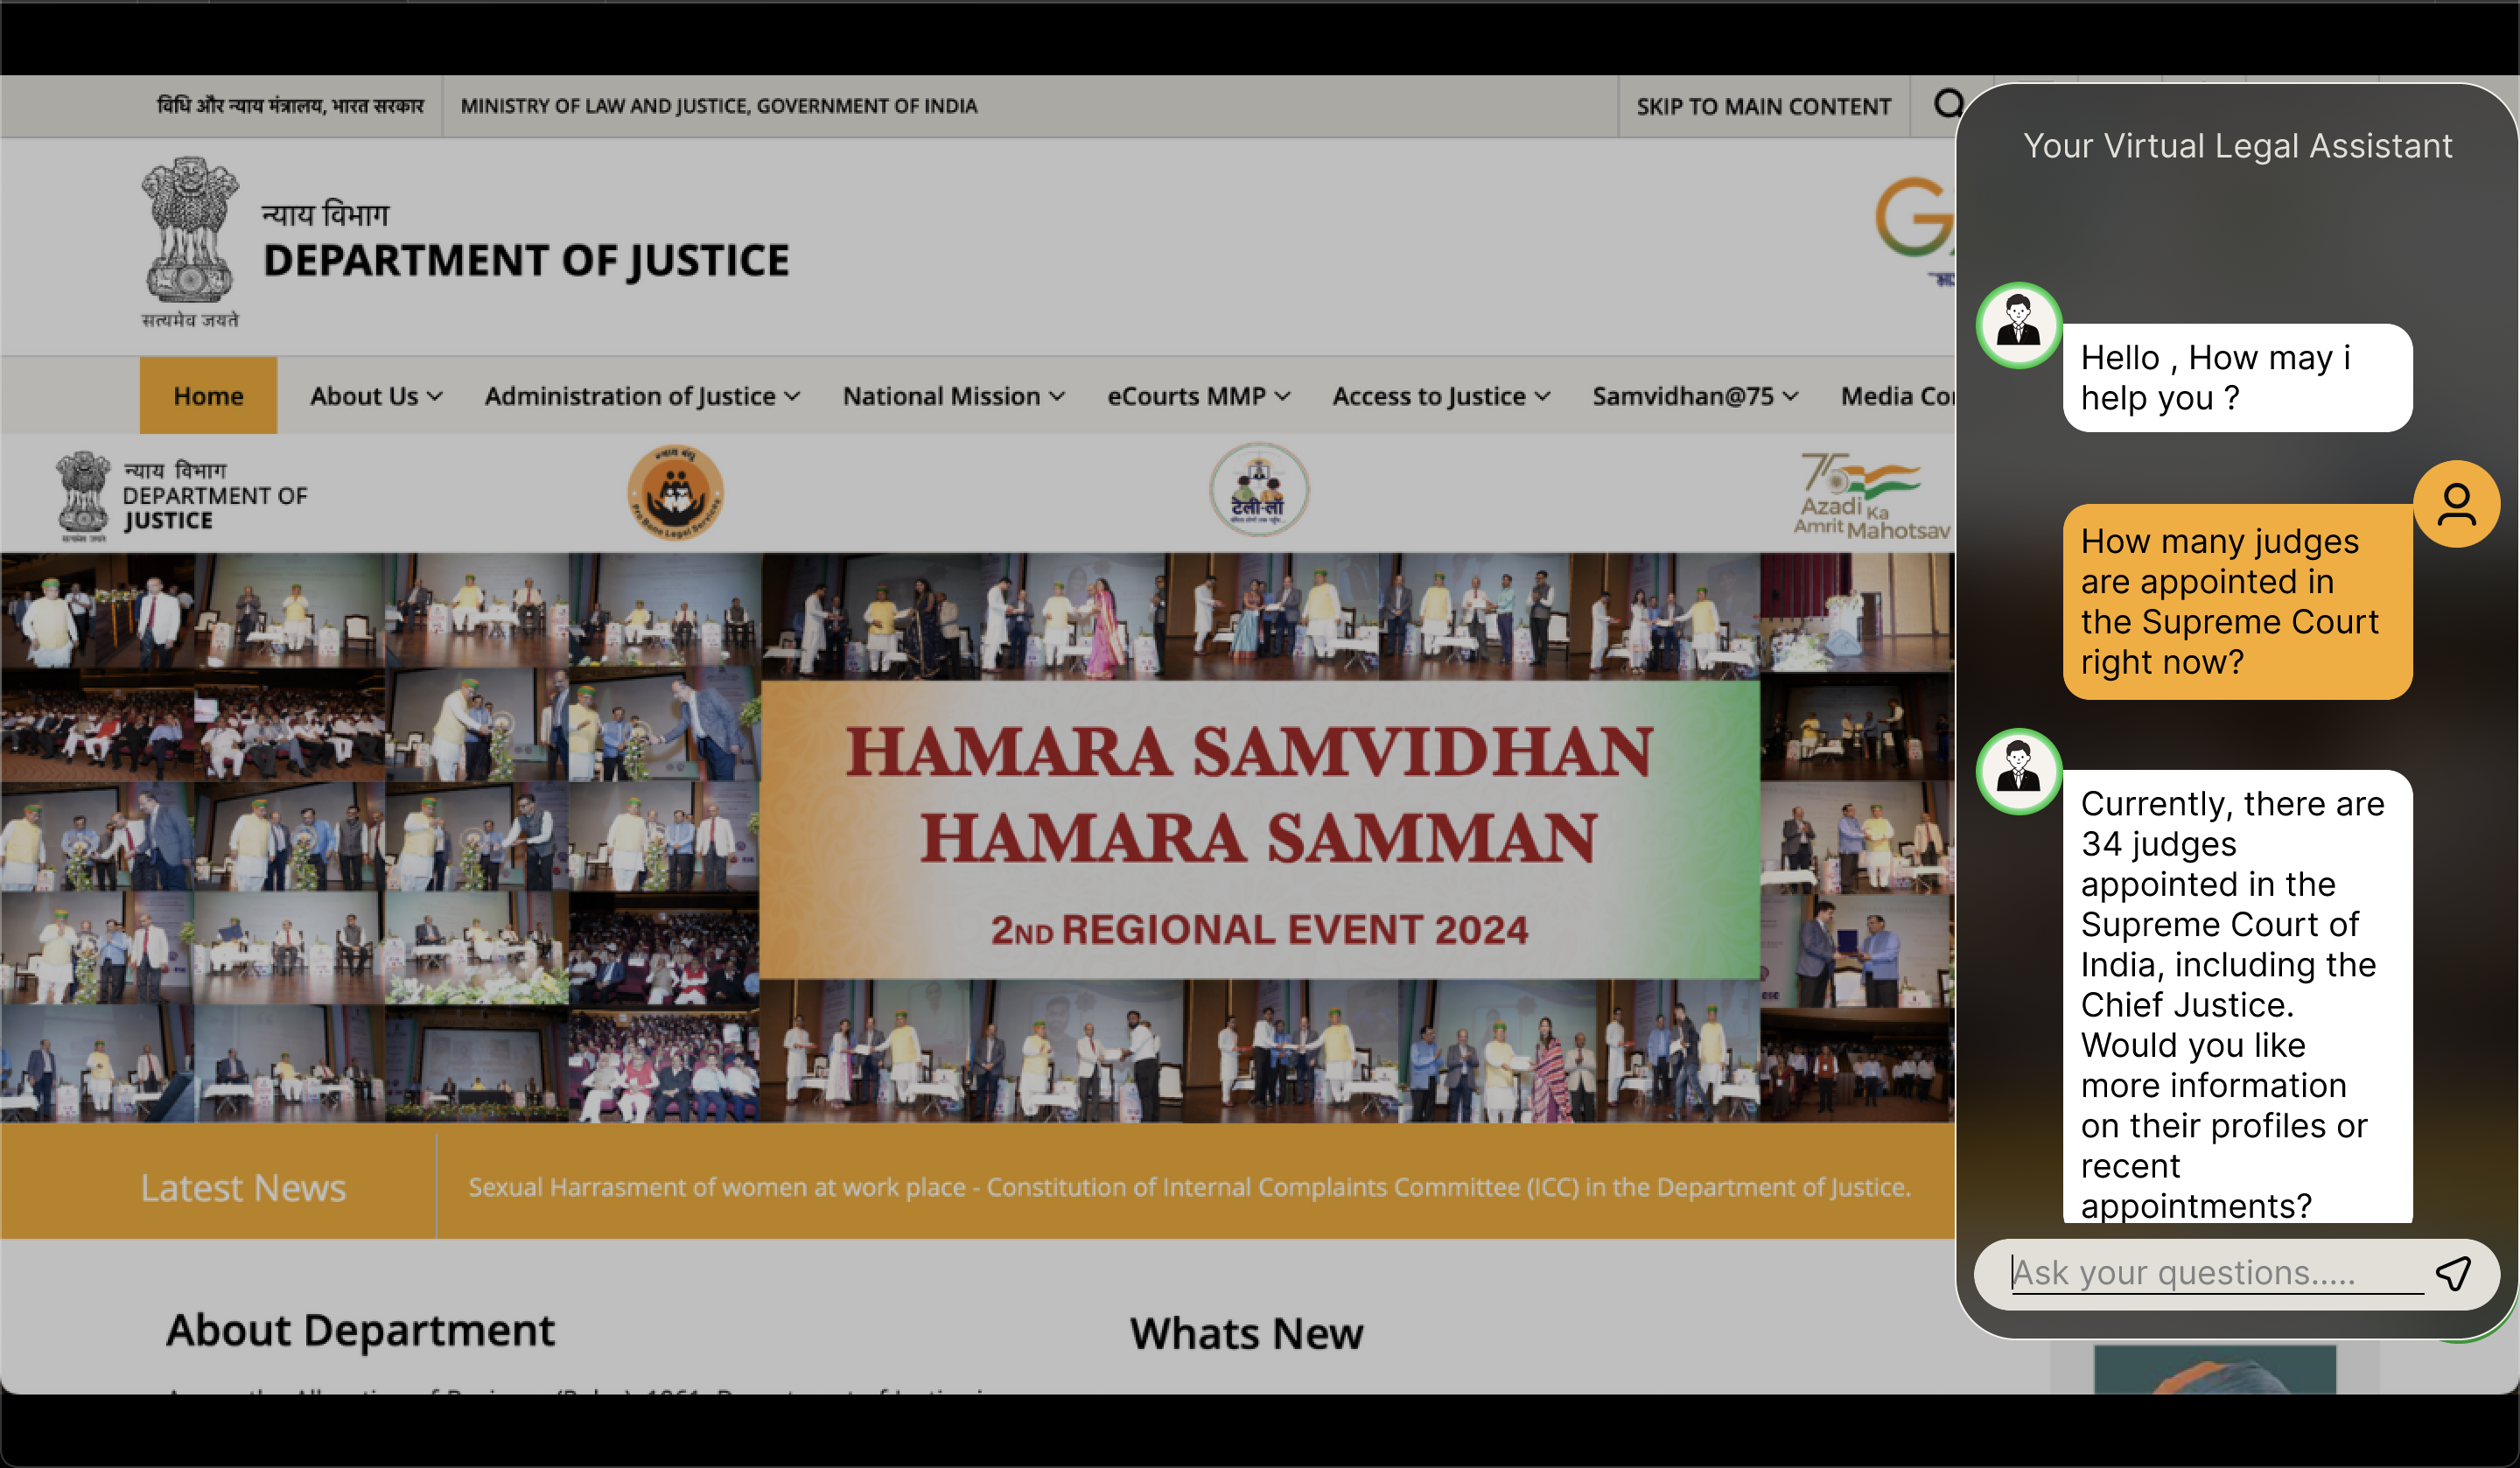 विधि और न्याय मंत्रालय, भारत सरकार
MINISTRY OF LAW AND JUSTICE, GOVERNMENT OF INDIA
SKIP TO MAIN CONTENT
न्याय विभाग
DEPARTMENT OF JUSTICE
सत्यमेव जयते
Home
About Us
Administration of Justice
National Mission
eCourts MMP
Access to Justice
Samvidhan@75
Media Cor
न्याय विभाग
DEPARTMENT OF
JUSTICE
न्याय बंधु
Pro Bono Legal Services
टेली-लॉ
75
Azadi Ka
Amrit Mahotsav
HAMARA SAMVIDHAN
HAMARA SAMMAN
2ND REGIONAL EVENT 2024
Latest News
Sexual Harrasment of women at work place - Constitution of Internal Complaints Committee (ICC) in the Department of Justice.
About Department
Whats New
Your Virtual Legal Assistant
Hello , How may i
help you ?
How many judges
are appointed in
the Supreme Court
right now?
Currently, there are
34 judges
appointed in the
Supreme Court of
India, including the
Chief Justice.
Would you like
more information
on their profiles or
recent
appointments?
Ask your questions.....